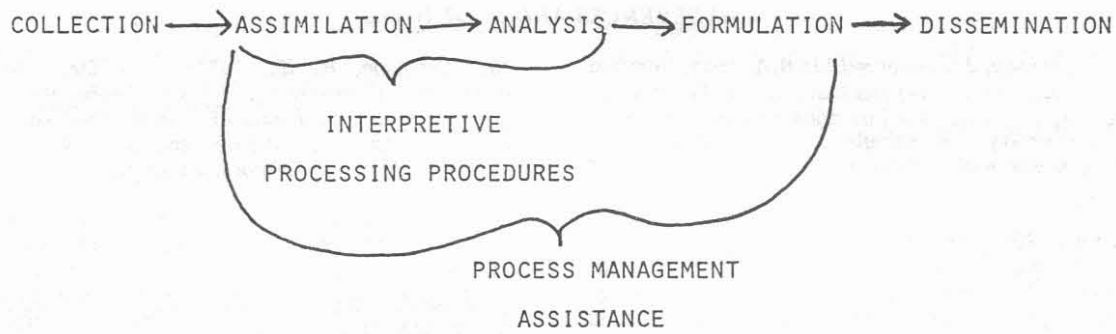 COLLECTION → ASSIMILATION → ANALYSIS → FORMULATION → DISSEMINATION
INTERPRETIVE
PROCESSING PROCEDURES
PROCESS MANAGEMENT
ASSISTANCE